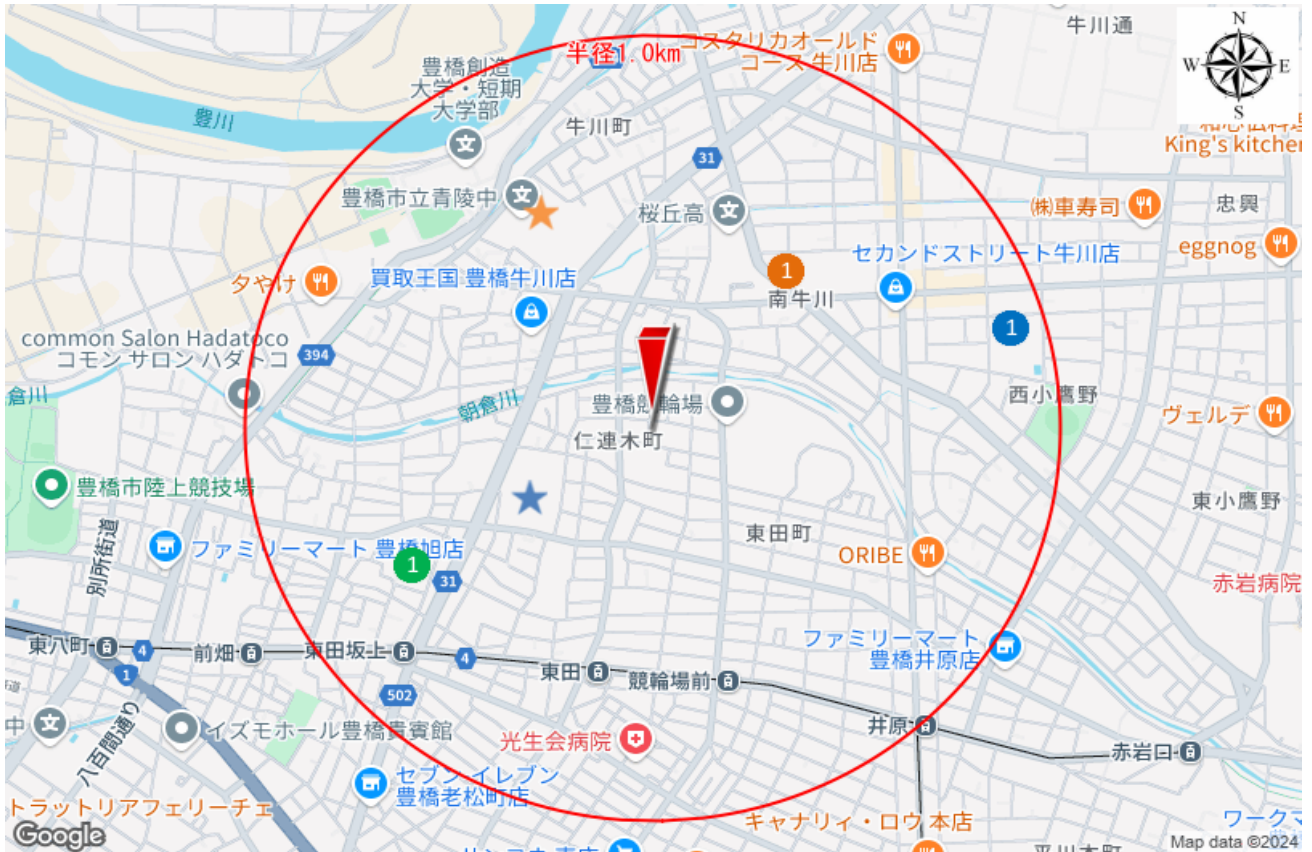 牛川通
N
W
E
S
半径1.0km
コスタリカオールド
コース 牛川店
豊橋創造
大学・短期
大学部
豊川
牛川町
King's kitchen
31
豊橋市立青陵中
桜丘高
㈱車寿司
忠興
eggnog
セカンドストリート牛川店
1
南牛川
夕やけ
買取王国 豊橋牛川店
1
common Salon Hadatoco
コモン サロン ハダトコ
394
西小鷹野
倉川
朝倉川
豊橋競輪場
ヴェルデ
仁連木町
豊橋市陸上競技場
東小鷹野
東田町
ファミリーマート 豊橋旭店
ORIBE
1
31
別所街道
赤岩病院
東八町
4
前畑
東田坂上
4
ファミリーマート
豊橋井原店
東田
競輪場前
1
502
中
イズモホール豊橋貴賓館
八百間通り
光生会病院
井原
赤岩口
セブン-イレブン
豊橋老松町店
トラットリアフェリーチェ
キャナリィ・ロウ 本店
ワークマ
Google
Map data ©2024